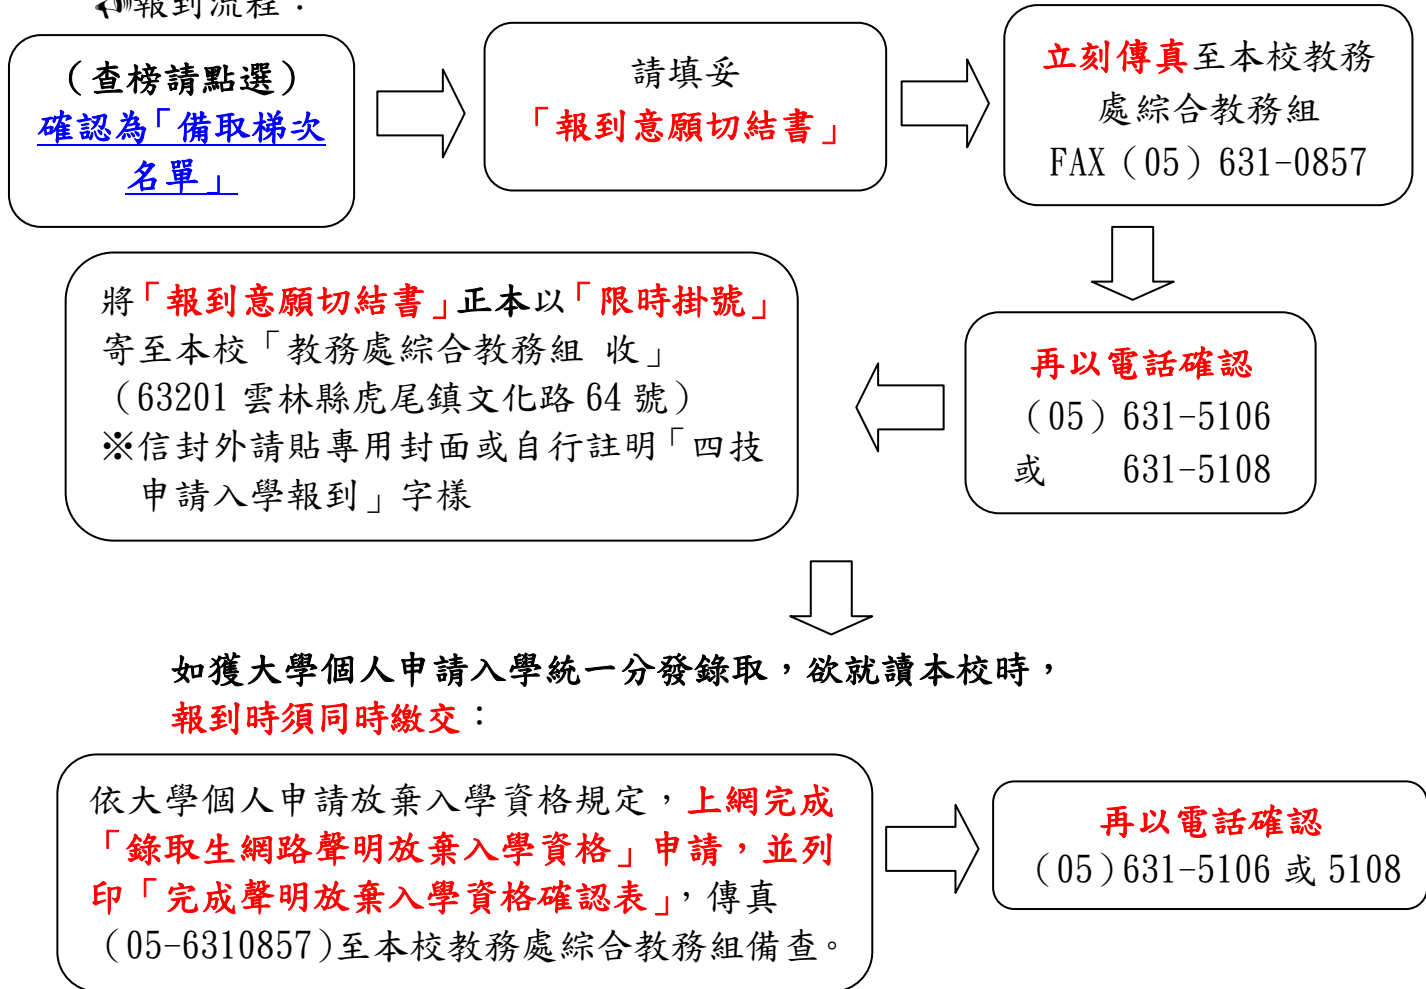 報到流程：
（查榜請點選）
確認為「備取梯次
名單」
請填妥
「報到意願切結書」
立刻傳真至本校教務
處綜合教務組
FAX（05）631-0857
再以電話確認
（05）631-5106
或 631-5108
將「報到意願切結書」正本以「限時掛號」
寄至本校「教務處綜合教務組 收」
（63201 雲林縣虎尾鎮文化路 64 號）
※信封外請貼專用封面或自行註明「四技
申請入學報到」字樣
如獲大學個人申請入學統一分發錄取，欲就讀本校時，
報到時須同時繳交：
依大學個人申請放棄入學資格規定，上網完成
「錄取生網路聲明放棄入學資格」申請，並列
印「完成聲明放棄入學資格確認表」，傳真
（05-6310857）至本校教務處綜合教務組備查。
再以電話確認
（05）631-5106 或 5108